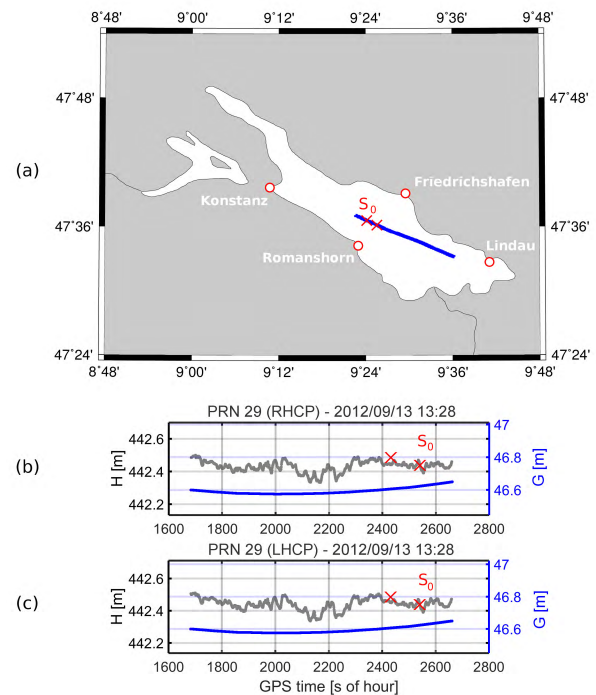 8˚48' 9˚00' 9˚12' 9˚24' 9˚36' 9˚48'
47˚48' 47˚48'
(a)
Friedrichshafen
Konstanz
S0
47˚36' 47˚36'
Lindau
Romanshorn
47˚24' 47˚24'
8˚48' 9˚00' 9˚12' 9˚24' 9˚36' 9˚48'
PRN 29 (RHCP) - 2012/09/13 13:28
47
442.6
S0
46.8
(b)
H [m]
442.4
G [m]
46.6
442.2
1600 1800 2000 2200 2400 2600 2800
PRN 29 (LHCP) - 2012/09/13 13:28
47
442.6
S0
46.8
(c)
H [m]
442.4
G [m]
46.6
442.2
1600 1800 2000 2200 2400 2600 2800
GPS time [s of hour]